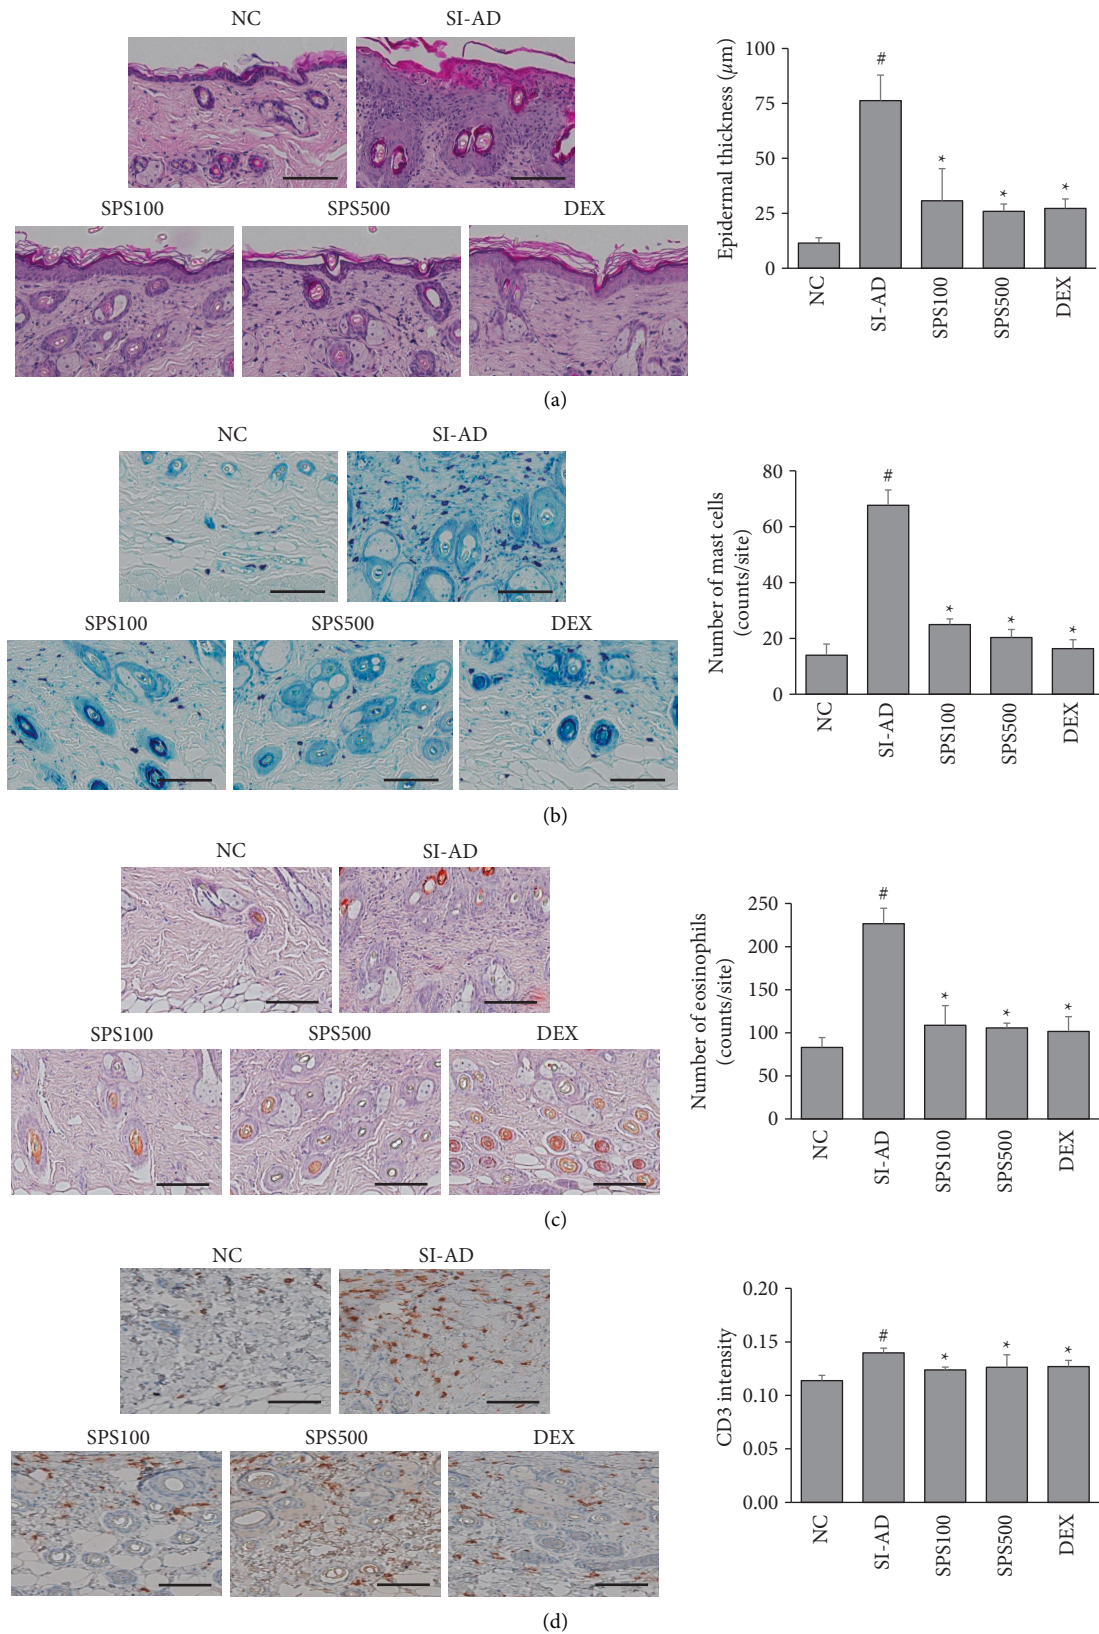 NC SI-AD
SPS100 SPS500 DEX
Epidermal thickness (µm)
100
75
50
25
0
# * * *
NC SI-AD SPS100 SPS500 DEX
(a)
NC SI-AD
SPS100 SPS500 DEX
Number of mast cells
(counts/site)
80
60
40
20
0
# * * *
NC SI-AD SPS100 SPS500 DEX
(b)
NC SI-AD
SPS100 SPS500 DEX
Number of eosinophils
(counts/site)
250
200
150
100
50
0
# * * *
NC SI-AD SPS100 SPS500 DEX
(c)
NC SI-AD
SPS100 SPS500 DEX
CD3 intensity
0.20
0.15
0.10
0.05
0.00
# * * *
NC SI-AD SPS100 SPS500 DEX
(d)